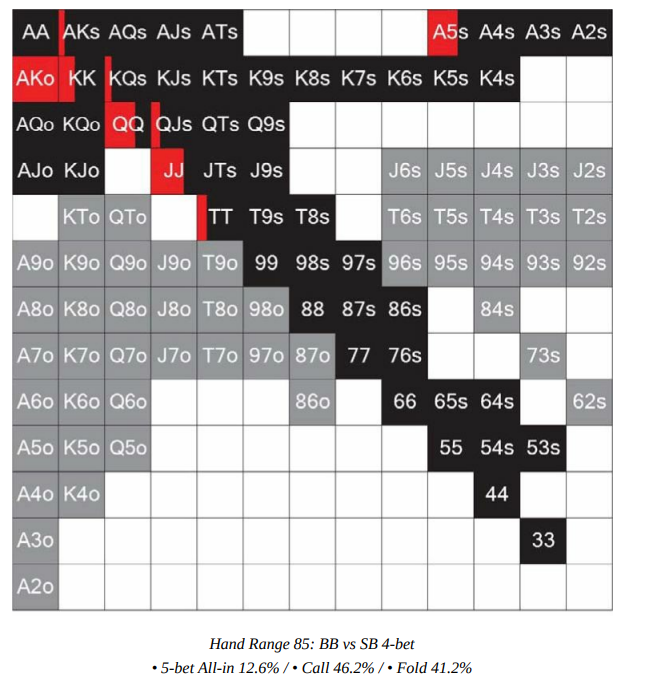 AA AKs AQs AJs ATs A5s A4s A3s A2s
AKo KK KQs KJs KTs K9s K8s K7s K6s K5s K4s
AQo KQo QQ QJs QTs Q9s
AJo KJo JJ JTs J9s J6s J5s J4s J3s J2s
KTo QTo TT T9s T8s T6s T5s T4s T3s T2s
A9o K9o Q9o J9o T9o 99 98s 97s 96s 95s 94s 93s 92s
A8o K8o Q8o J8o T8o 98o 88 87s 86s 84s
A7o K7o Q7o J7o T7o 97o 87o 77 76s 73s
A6o K6o Q6o 86o 66 65s 64s 62s
A5o K5o Q5o 55 54s 53s
A4o K4o 44
A3o 33
A2o
Hand Range 85: BB vs SB 4-bet
• 5-bet All-in 12.6% / • Call 46.2% / • Fold 41.2%